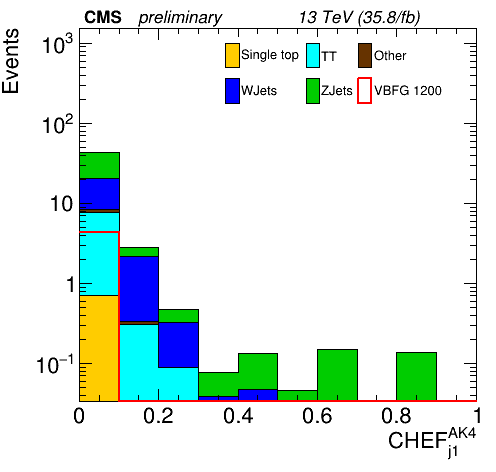 CMS preliminary 13 TeV (35.8/fb)
Events
Single top TT Other
WJets ZJets VBFG 1200
10³
10²
10
1
10⁻¹
0 0.2 0.4 0.6 0.8 1
CHEF^AK4_j1